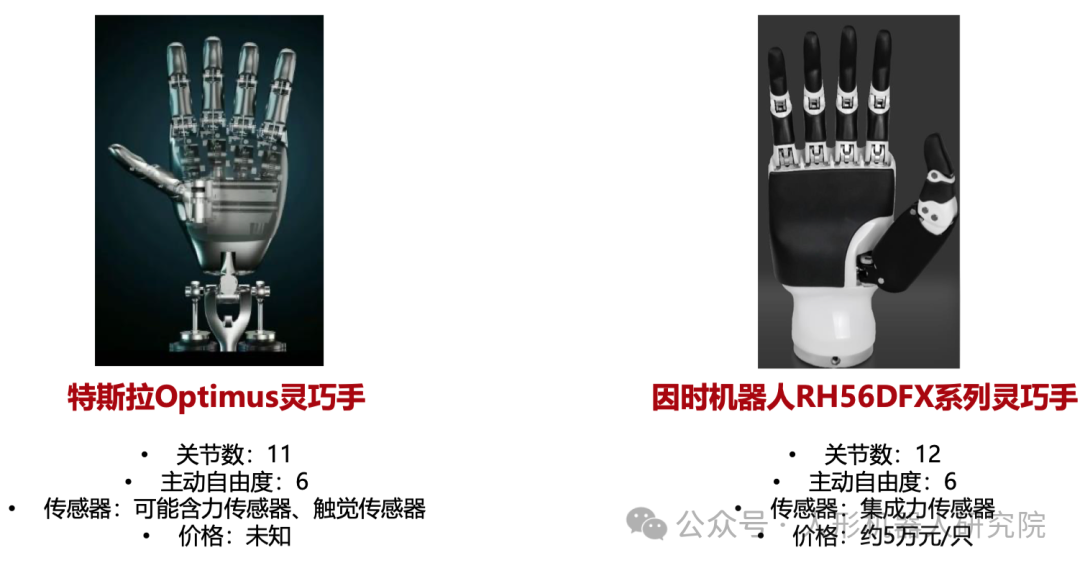 特斯拉Optimus灵巧手
• 关节数：11
• 主动自由度：6
• 传感器：可能含力传感器、触觉传感器
• 价格：未知
因时机器人RH56DFX系列灵巧手
• 关节数：12
• 主动自由度：6
• 传感器：集成力传感器
• 价格：约5万元/只
公众号·人形机器人研究院